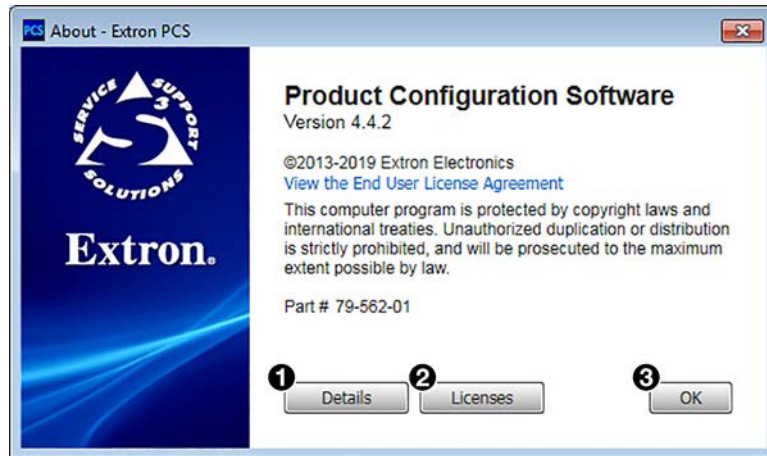 PCS About - Extron PCS
SERVICE SUPPORT SOLUTIONS
S3
Extron®
Product Configuration Software
Version 4.4.2
©2013-2019 Extron Electronics
View the End User License Agreement
This computer program is protected by copyright laws and
international treaties. Unauthorized duplication or distribution
is strictly prohibited, and will be prosecuted to the maximum
extent possible by law.
Part # 79-562-01
1 Details
2 Licenses
3 OK